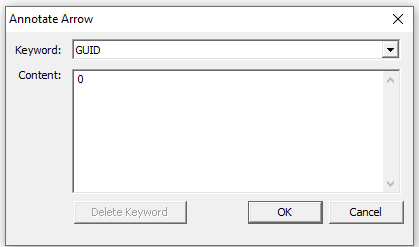 Annotate Arrow
Keyword: GUID
Content: 0
Delete Keyword OK Cancel